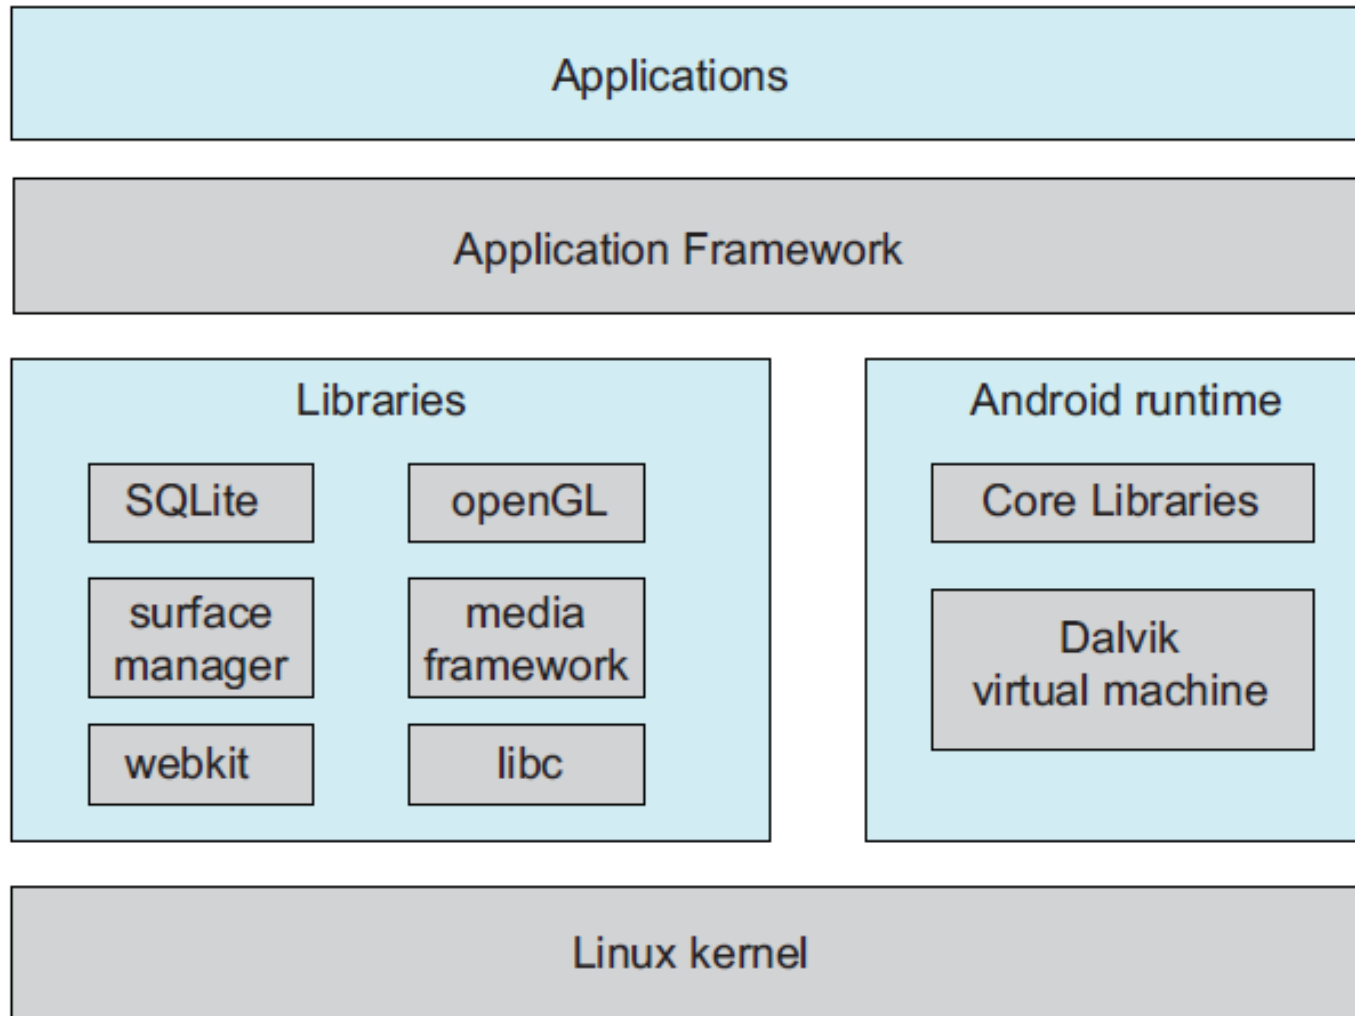 Applications
Application Framework
Libraries
SQLite
openGL
surface
manager
media
framework
webkit
libc
Android runtime
Core Libraries
Dalvik
virtual machine
Linux kernel